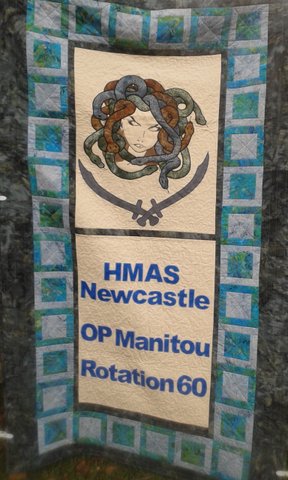 HMAS
Newcastle
OP Manitou
Rotation 60